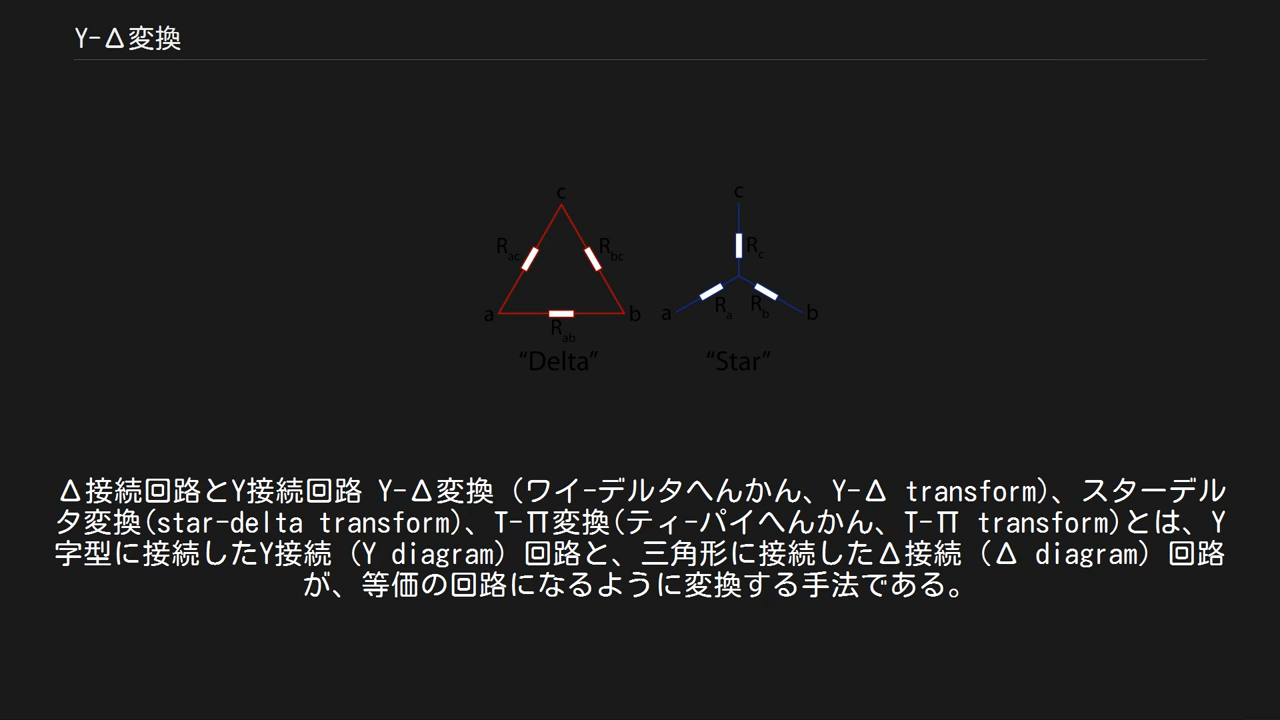 Y-Δ変換
c
c
R_ac
R_bc
R_c
a
b
a
R_a
R_b
b
R_ab
“Delta”
“Star”
Δ接続回路とY接続回路 Y-Δ変換（ワイ-デルタへんかん、Y-Δ transform)、スターデル
タ変換(star-delta transform)、T-Π変換(ティ-パイへんかん、T-Π transform)とは、Y
字型に接続したY接続（Y diagram）回路と、三角形に接続したΔ接続（Δ diagram）回路
が、等価の回路になるように変換する手法である。